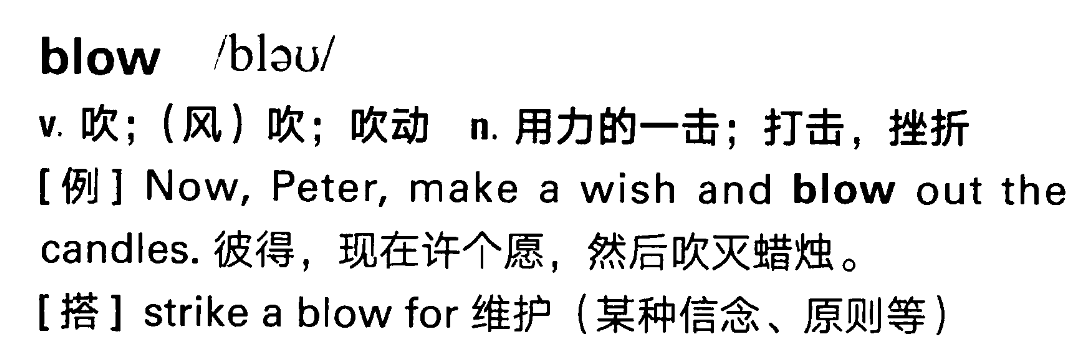 blow /bləʊ/
v. 吹；（风）吹；吹动 n. 用力的一击；打击，挫折
[例] Now, Peter, make a wish and blow out the
candles. 彼得，现在许个愿，然后吹灭蜡烛。
[搭] strike a blow for 维护（某种信念、原则等）